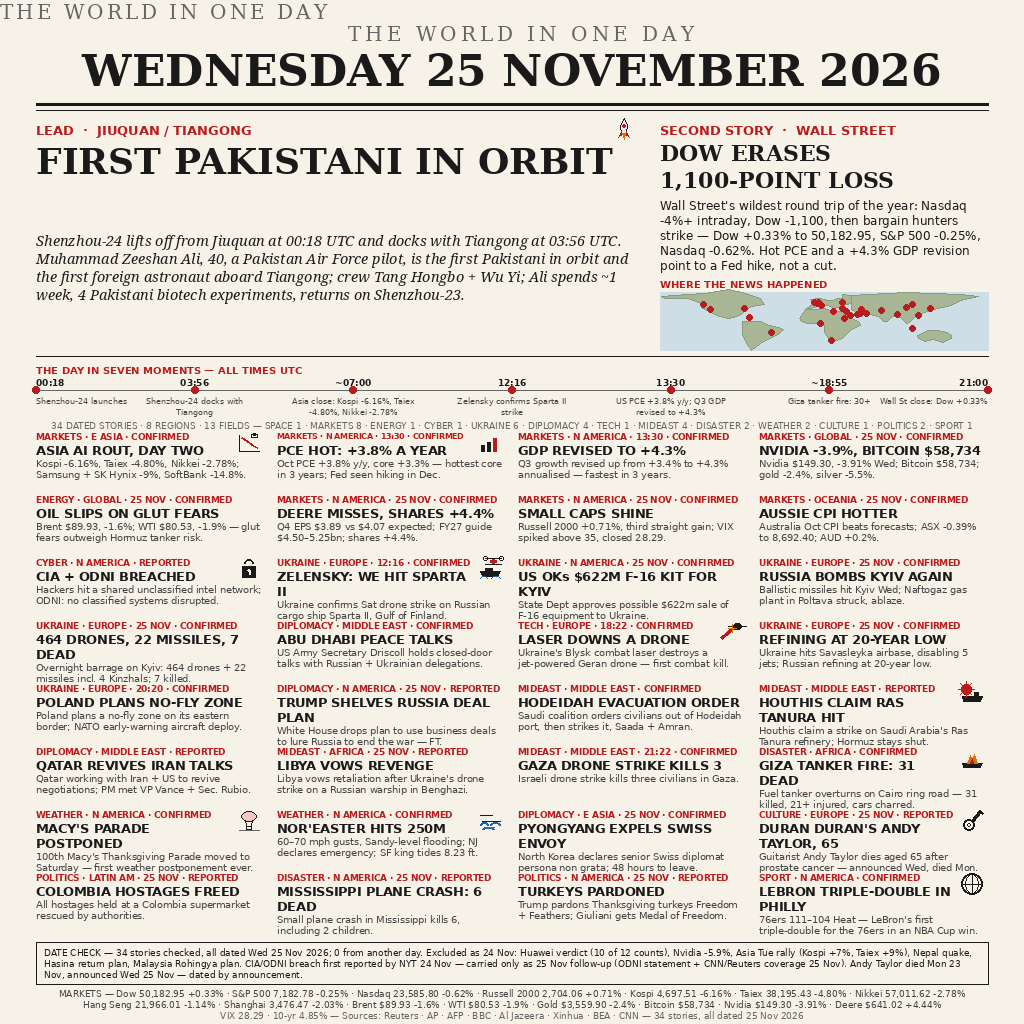 THE WORLD IN ONE DAY
THE WORLD IN ONE DAY
WEDNESDAY 25 NOVEMBER 2026
LEAD · JIUQUAN / TIANGONG
FIRST PAKISTANI IN ORBIT
Shenzhou-24 lifts off from Jiuquan at 00:18 UTC and docks with Tiangong at 03:56 UTC.
Muhammad Zeeshan Ali, 40, a Pakistan Air Force pilot, is the first Pakistani in orbit and
the first foreign astronaut aboard Tiangong; crew Tang Hongbo + Wu Yi; Ali spends ~1
week, 4 Pakistani biotech experiments, returns on Shenzhou-23.
SECOND STORY · WALL STREET
DOW ERASES
1,100-POINT LOSS
Wall Street's wildest round trip of the year: Nasdaq
-4%+ intraday, Dow -1,100, then bargain hunters
strike — Dow +0.33% to 50,182.95, S&P 500 -0.25%,
Nasdaq -0.62%. Hot PCE and a +4.3% GDP revision
point to a Fed hike, not a cut.
WHERE THE NEWS HAPPENED
THE DAY IN SEVEN MOMENTS — ALL TIMES UTC
00:18
Shenzhou-24 launches
03:56
Shenzhou-24 docks with
Tiangong
~07:00
Asia close: Kospi -6.16%, Taiex
-4.80%, Nikkei -2.78%
12:16
Zelensky confirms Sparta II
strike
13:30
US PCE +3.8% y/y; Q3 GDP
revised to +4.3%
~18:55
Giza tanker fire: 30+
21:00
Wall St close: Dow +0.33%
34 DATED STORIES · 8 REGIONS · 13 FIELDS — SPACE 1 · MARKETS 8 · ENERGY 1 · CYBER 1 · UKRAINE 6 · DIPLOMACY 4 · TECH 1 · MIDEAST 4 · DISASTER 2 · WEATHER 2 · CULTURE 1 · POLITICS 2 · SPORT 1
MARKETS · E ASIA · CONFIRMED
ASIA AI ROUT, DAY TWO
Kospi -6.16%, Taiex -4.80%, Nikkei -2.78%;
Samsung + SK Hynix -9%, SoftBank -14.8%.
MARKETS · N AMERICA · 13:30 · CONFIRMED
PCE HOT: +3.8% A YEAR
Oct PCE +3.8% y/y, core +3.3% — hottest core
in 3 years; Fed seen hiking in Dec.
MARKETS · N AMERICA · 13:30 · CONFIRMED
GDP REVISED TO +4.3%
Q3 growth revised up from +3.4% to +4.3%
annualised — fastest in 3 years.
MARKETS · GLOBAL · 25 NOV · CONFIRMED
NVIDIA -3.9%, BITCOIN $58,734
Nvidia $149.30, -3.91% Wed; Bitcoin $58,734;
gold -2.4%, silver -5.5%.
ENERGY · GLOBAL · 25 NOV · CONFIRMED
OIL SLIPS ON GLUT FEARS
Brent $89.93, -1.6%; WTI $80.53, -1.9% — glut
fears outweigh Hormuz tanker risk.
MARKETS · N AMERICA · 25 NOV · CONFIRMED
DEERE MISSES, SHARES +4.4%
Q4 EPS $3.89 vs $4.07 expected; FY27 guide
$4.50–5.25bn; shares +4.4%.
MARKETS · N AMERICA · 25 NOV · CONFIRMED
SMALL CAPS SHINE
Russell 2000 +0.71%, third straight gain; VIX
spiked above 35, closed 28.29.
MARKETS · OCEANIA · 25 NOV · CONFIRMED
AUSSIE CPI HOTTER
Australia Oct CPI beats forecasts; ASX -0.39%
to 8,692.40; AUD +0.2%.
CYBER · N AMERICA · REPORTED
CIA + ODNI BREACHED
Hackers hit a shared unclassified intel network;
ODNI: no classified systems disrupted.
UKRAINE · EUROPE · 12:16 · CONFIRMED
ZELENSKY: WE HIT SPARTA
II
Ukraine confirms Sat drone strike on Russian
cargo ship Sparta II, Gulf of Finland.
UKRAINE · N AMERICA · 25 NOV · CONFIRMED
US OKs $622M F-16 KIT FOR
KYIV
State Dept approves possible $622m sale of
F-16 equipment to Ukraine.
UKRAINE · EUROPE · 25 NOV · CONFIRMED
RUSSIA BOMBS KYIV AGAIN
Ballistic missiles hit Kyiv Wed; Naftogaz gas
plant in Poltava struck, ablaze.
UKRAINE · EUROPE · 25 NOV · CONFIRMED
464 DRONES, 22 MISSILES, 7
DEAD
Overnight barrage on Kyiv: 464 drones + 22
missiles incl. 4 Kinzhals; 7 killed.
DIPLOMACY · MIDDLE EAST · CONFIRMED
ABU DHABI PEACE TALKS
US Army Secretary Driscoll holds closed-door
talks with Russian + Ukrainian delegations.
TECH · EUROPE · 18:22 · CONFIRMED
LASER DOWNS A DRONE
Ukraine's Blysk combat laser destroys a
jet-powered Geran drone — first combat kill.
UKRAINE · EUROPE · 25 NOV · CONFIRMED
REFINING AT 20-YEAR LOW
Ukraine hits Savasleyka airbase, disabling 5
jets; Russian refining at 20-year low.
UKRAINE · EUROPE · 20:20 · CONFIRMED
POLAND PLANS NO-FLY ZONE
Poland plans a no-fly zone on its eastern
border; NATO early-warning aircraft deploy.
DIPLOMACY · N AMERICA · 25 NOV · REPORTED
TRUMP SHELVES RUSSIA DEAL
PLAN
White House drops plan to use business deals
to lure Russia to end the war — FT.
MIDEAST · MIDDLE EAST · CONFIRMED
HODEIDAH EVACUATION ORDER
Saudi coalition orders civilians out of Hodeidah
port, then strikes it, Saada + Amran.
MIDEAST · MIDDLE EAST · REPORTED
HOUTHIS CLAIM RAS
TANURA HIT
Houthis claim a strike on Saudi Arabia's Ras
Tanura refinery; Hormuz stays shut.
DIPLOMACY · MIDDLE EAST · REPORTED
QATAR REVIVES IRAN TALKS
Qatar working with Iran + US to revive
negotiations; PM met VP Vance + Sec. Rubio.
MIDEAST · AFRICA · 25 NOV · REPORTED
LIBYA VOWS REVENGE
Libya vows retaliation after Ukraine's drone
strike on a Russian warship in Benghazi.
MIDEAST · MIDDLE EAST · 21:22 · CONFIRMED
GAZA DRONE STRIKE KILLS 3
Israeli drone strike kills three civilians in Gaza.
DISASTER · AFRICA · CONFIRMED
GIZA TANKER FIRE: 31
DEAD
Fuel tanker overturns on Cairo ring road — 31
killed, 21+ injured, cars charred.
WEATHER · N AMERICA · CONFIRMED
MACY'S PARADE
POSTPONED
100th Macy's Thanksgiving Parade moved to
Saturday — first weather postponement ever.
WEATHER · N AMERICA · CONFIRMED
NOR'EASTER HITS 250M
60–70 mph gusts, Sandy-level flooding; NJ
declares emergency; SF king tides 8.23 ft.
DIPLOMACY · E ASIA · 25 NOV · CONFIRMED
PYONGYANG EXPELS SWISS
ENVOY
North Korea declares senior Swiss diplomat
persona non grata; 48 hours to leave.
CULTURE · EUROPE · 25 NOV · REPORTED
DURAN DURAN'S ANDY
TAYLOR, 65
Guitarist Andy Taylor dies aged 65 after
prostate cancer — announced Wed, died Mon.
POLITICS · LATIN AM · 25 NOV · REPORTED
COLOMBIA HOSTAGES FREED
All hostages held at a Colombia supermarket
rescued by authorities.
DISASTER · N AMERICA · 25 NOV · CONFIRMED
MISSISSIPPI PLANE CRASH: 6
DEAD
Small plane crash in Mississippi kills 6,
including 2 children.
POLITICS · N AMERICA · 25 NOV · CONFIRMED
TURKEYS PARDONED
Trump pardons Thanksgiving turkeys Freedom
+ Feathers; Giuliani gets Medal of Freedom.
SPORT · N AMERICA · CONFIRMED
LEBRON TRIPLE-DOUBLE IN
PHILLY
76ers 111–104 Heat — LeBron's first
triple-double for the 76ers in an NBA Cup win.
DATE CHECK — 34 stories checked, all dated Wed 25 Nov 2026; 0 from another day. Excluded as 24 Nov: Huawei verdict (10 of 12 counts), Nvidia -5.9%, Asia Tue rally (Kospi +7%, Taiex +9%), Nepal quake,
Hasina return plan, Malaysia Rohingya plan. CIA/ODNI breach first reported by NYT 24 Nov — carried only as 25 Nov follow-up (ODNI statement + CNN/Reuters coverage 25 Nov). Andy Taylor died Mon 23
Nov, announced Wed 25 Nov — dated by announcement.
MARKETS — Dow 50,182.95 +0.33% · S&P 500 7,182.78 -0.25% · Nasdaq 23,585.80 -0.62% · Russell 2000 2,704.06 +0.71% · Kospi 4,697.51 -6.16% · Taiex 38,195.43 -4.80% · Nikkei 57,011.62 -2.78%
Hang Seng 21,966.01 -1.14% · Shanghai 3,476.47 -2.03% · Brent $89.93 -1.6% · WTI $80.53 -1.9% · Gold $3,559.90 -2.4% · Bitcoin $58,734 · Nvidia $149.30 -3.91% · Deere $641.02 +4.44%
VIX 28.29 · 10-yr 4.85% — Sources: Reuters · AP · AFP · BBC · Al Jazeera · Xinhua · BEA · CNN — 34 stories, all dated 25 Nov 2026